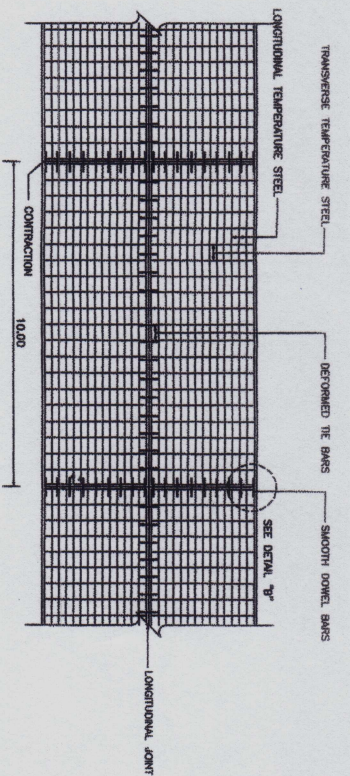 TRANSVERSE TEMPERATURE STEEL
LONGITUDINAL TEMPERATURE STEEL
DEFORMED TIE BARS
SMOOTH DOWEL BARS
SEE DETAIL "B"
CONTRACTION
10.00
LONGITUDINAL JOINT